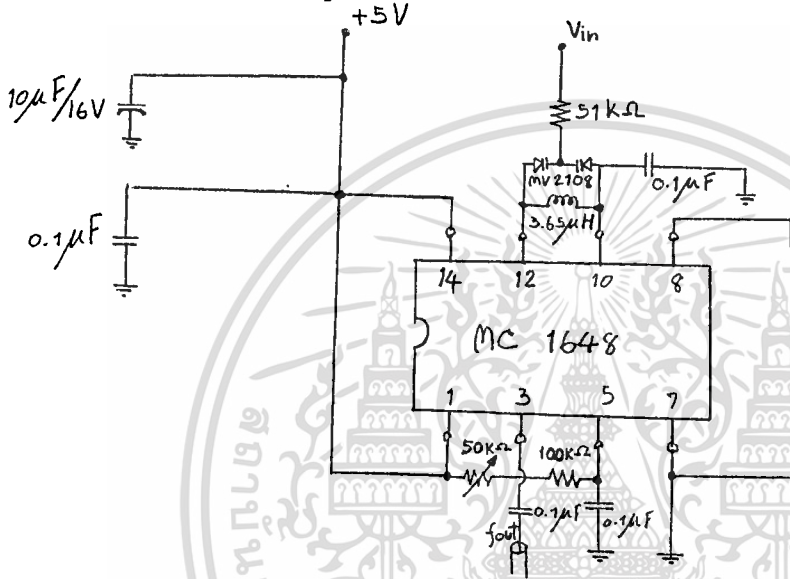 +5V
Vin
10µF/16V
51KΩ
MV2108
0.1µF
3.65µH
0.1µF
14 12 10 8
MC 1648
1 3 5 7
50KΩ
100KΩ
0.1µF
0.1µF
fout